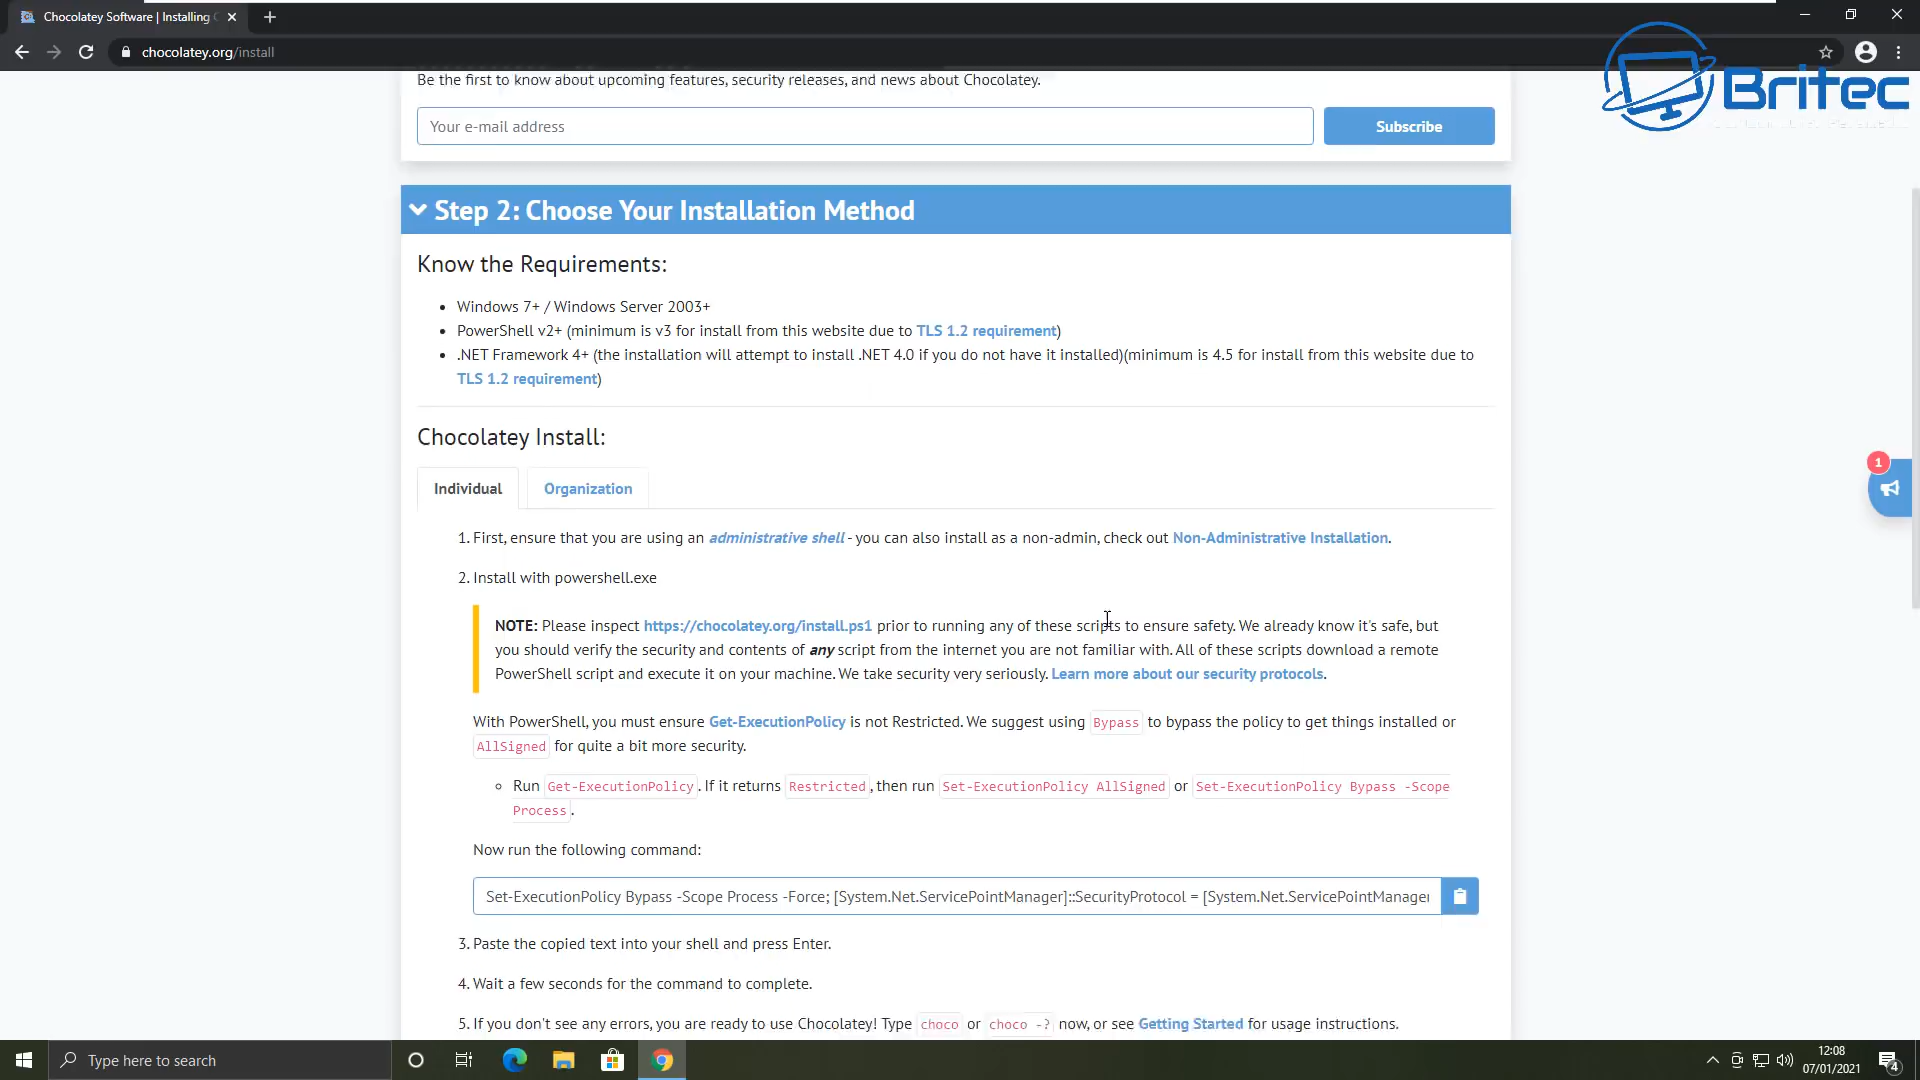 Chocolatey Software | Installing
chocolatey.org/install
Britec
Be the first to know about upcoming features, security releases, and news about Chocolatey.
Your e-mail address
Subscribe
Step 2: Choose Your Installation Method
Know the Requirements:
• Windows 7+ / Windows Server 2003+
• PowerShell v2+ (minimum is v3 for install from this website due to TLS 1.2 requirement)
• .NET Framework 4+ (the installation will attempt to install .NET 4.0 if you do not have it installed)(minimum is 4.5 for install from this website due to
TLS 1.2 requirement)
Chocolatey Install:
Individual
Organization
1
1. First, ensure that you are using an administrative shell - you can also install as a non-admin, check out Non-Administrative Installation.
2. Install with powershell.exe
NOTE: Please inspect https://chocolatey.org/install.ps1 prior to running any of these scripts to ensure safety. We already know it's safe, but
you should verify the security and contents of any script from the internet you are not familiar with. All of these scripts download a remote
PowerShell script and execute it on your machine. We take security very seriously. Learn more about our security protocols.
With PowerShell, you must ensure Get-ExecutionPolicy is not Restricted. We suggest using Bypass to bypass the policy to get things installed or
AllSigned for quite a bit more security.
Run Get-ExecutionPolicy. If it returns Restricted, then run Set-ExecutionPolicy AllSigned or Set-ExecutionPolicy Bypass -Scope
Process.
Now run the following command:
Set-ExecutionPolicy Bypass -Scope Process -Force; [System.Net.ServicePointManager]::SecurityProtocol = [System.Net.ServicePointManager
3. Paste the copied text into your shell and press Enter.
4. Wait a few seconds for the command to complete.
5. If you don't see any errors, you are ready to use Chocolatey! Type choco or choco -? now, or see Getting Started for usage instructions.
Type here to search
12:08
07/01/2021
4